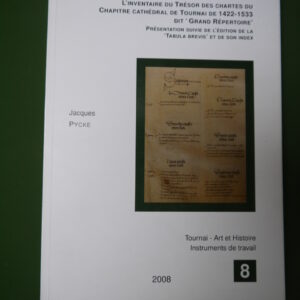 L'INVENTAIRE DU TRÉSOR DES CHARTES DU
CHAPITRE CATHÉDRAL DE TOURNAI DE 1422-1533
DIT 'GRAND RÉPERTOIRE'
PRÉSENTATION SUIVIE DE L'ÉDITION DE LA
'TABULA BREVIS' ET DE SON INDEX
Jacques
PYCKE
Tournai - Art et Histoire
Instruments de travail
2008
8